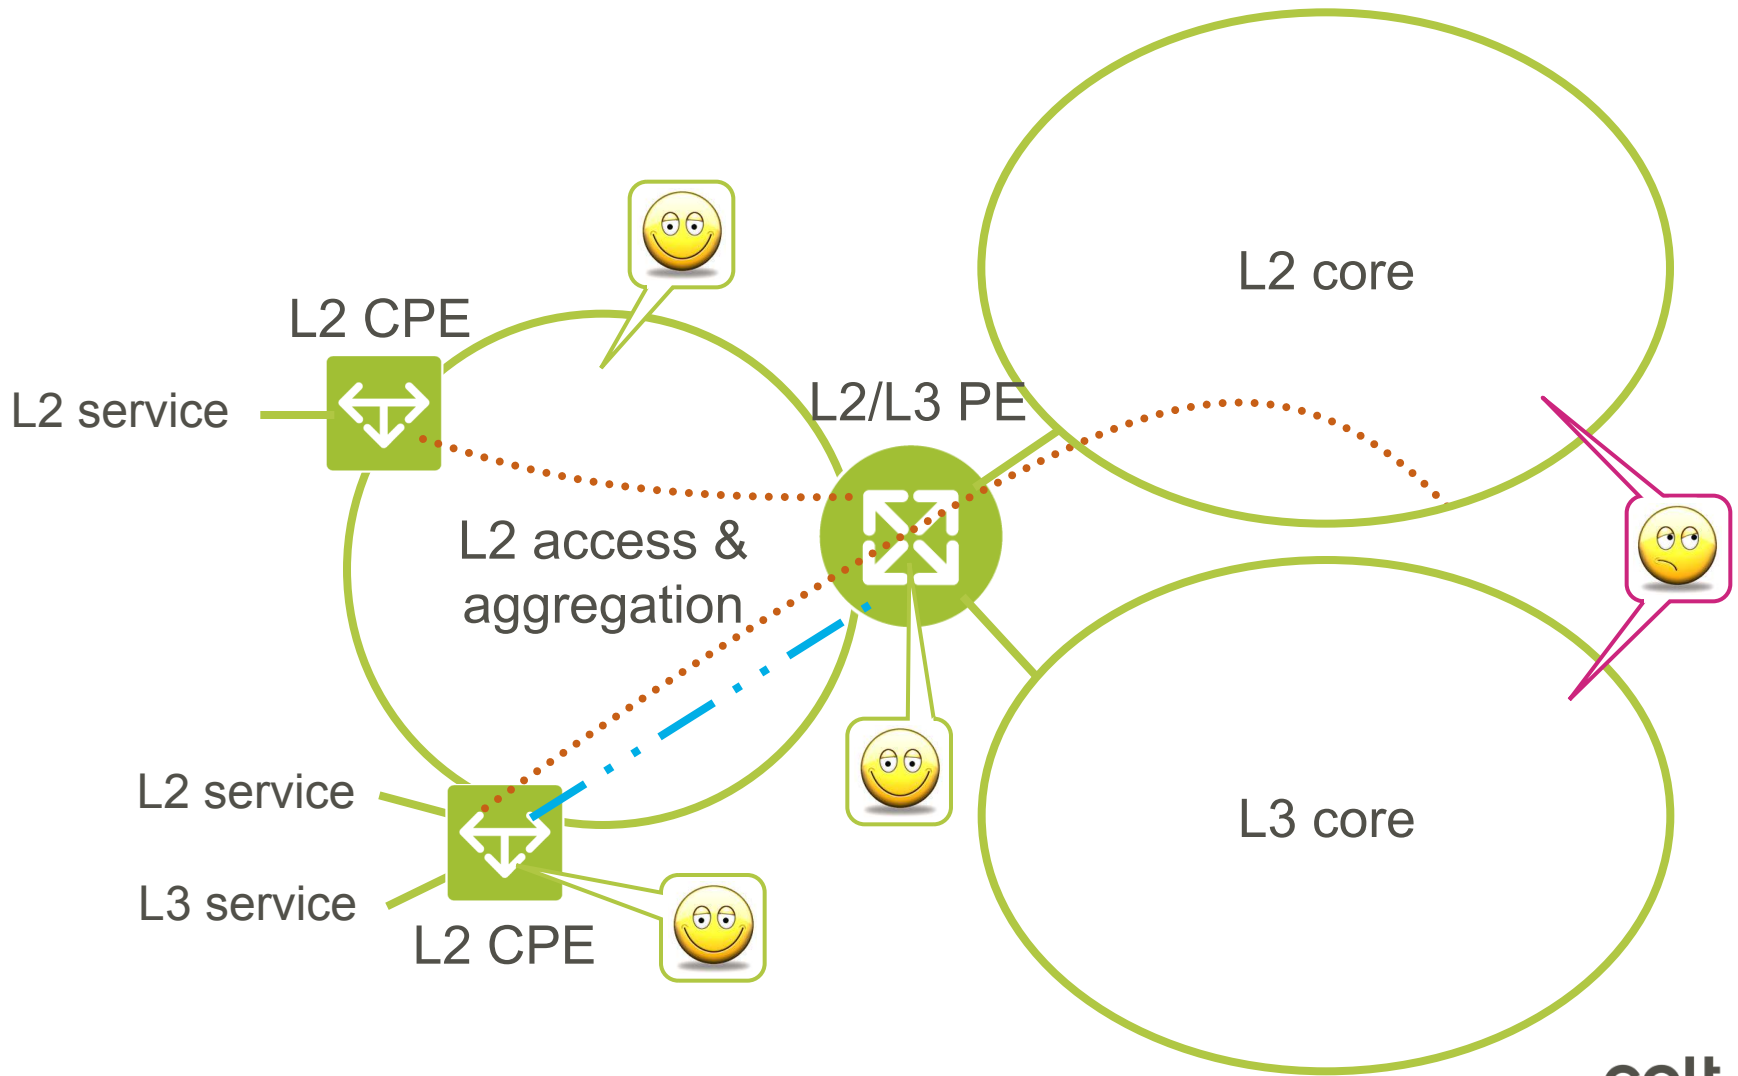 L2 core
L2 CPE
L2/L3 PE
L2 service
L2 access &
aggregation
L2 service
L3 core
L3 service
L2 CPE